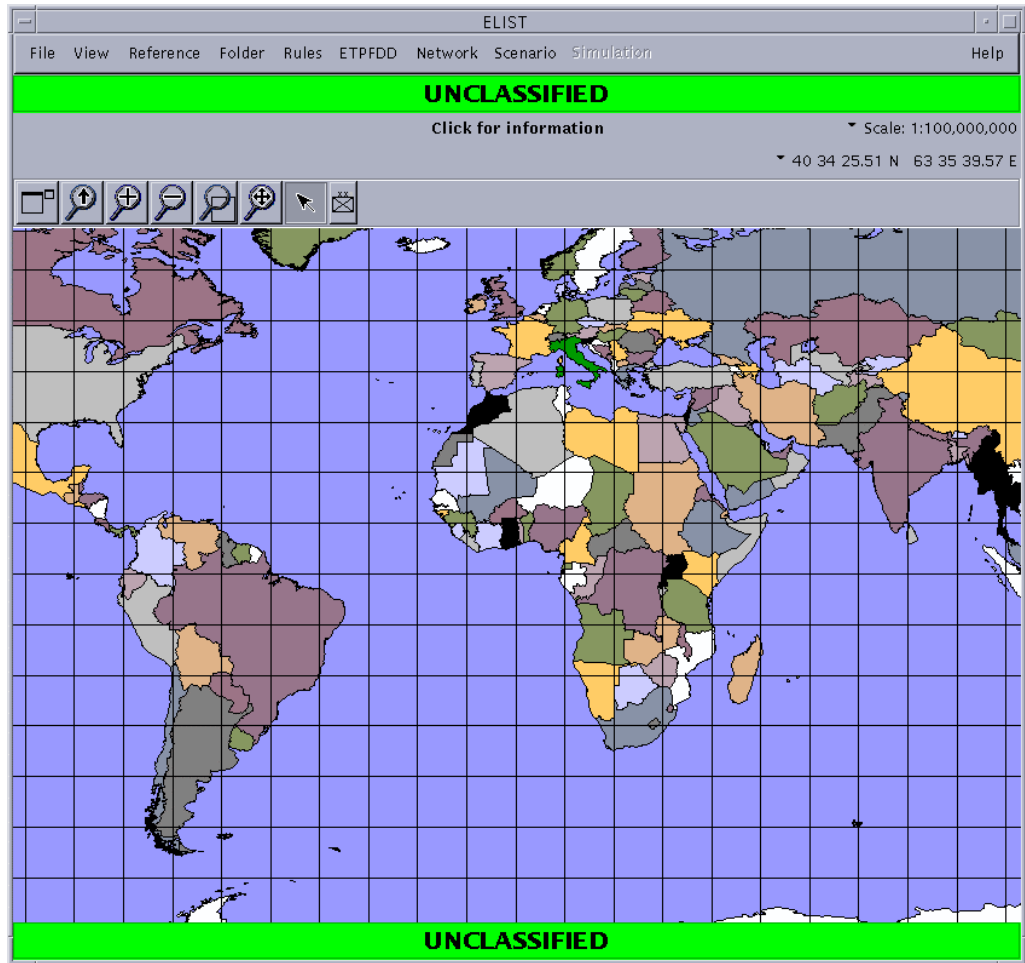 ELIST
File View Reference Folder Rules ETPFDD Network Scenario Simulation Help
UNCLASSIFIED
Click for information Scale: 1:100,000,000
40 34 25.51 N 63 35 39.57 E
UNCLASSIFIED